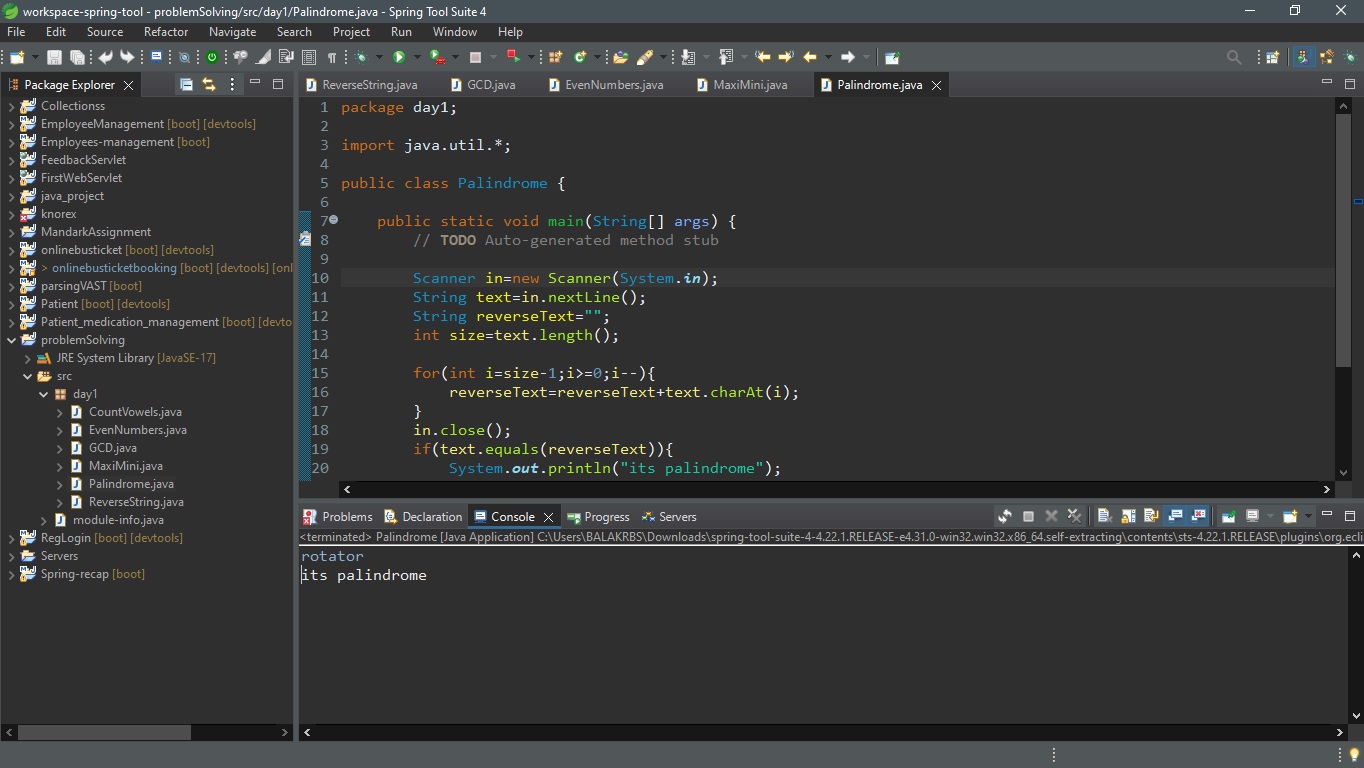 workspace-spring-tool - problemSolving/src/day1/Palindrome.java - Spring Tool Suite 4
File Edit Source Refactor Navigate Search Project Run Window Help
Package Explorer
Collectionss
EmployeeManagement [boot] [devtools]
Employees-management [boot]
FeedbackServlet
FirstWebServlet
java_project
knorex
MandarkAssignment
onlinebusticket [boot] [devtools]
> onlinebusticketbooking [boot] [devtools] [onl
parsingVAST [boot]
Patient [boot] [devtools]
Patient_medication_management [boot] [devto
problemSolving
JRE System Library [JavaSE-17]
src
day1
CountVowels.java
EvenNumbers.java
GCD.java
MaxiMini.java
Palindrome.java
ReverseString.java
module-info.java
RegLogin [boot] [devtools]
Servers
Spring-recap [boot]
ReverseString.java GCD.java EvenNumbers.java MaxiMini.java Palindrome.java
1 package day1;
2
3 import java.util.*;
4
5 public class Palindrome {
6
7 public static void main(String[] args) {
8 // TODO Auto-generated method stub
9
10 Scanner in=new Scanner(System.in);
11 String text=in.nextLine();
12 String reverseText="";
13 int size=text.length();
14
15 for(int i=size-1;i>=0;i--){
16 reverseText=reverseText+text.charAt(i);
17 }
18 in.close();
19 if(text.equals(reverseText)){
20 System.out.println("its palindrome");
Problems Declaration Console Progress Servers
<terminated> Palindrome [Java Application] C:\Users\BALAKRBS\Downloads\spring-tool-suite-4-4.22.1.RELEASE-e4.31.0-win32.win32.x86_64.self-extracting\contents\sts-4.22.1.RELEASE\plugins\org.ecli
rotator
its palindrome